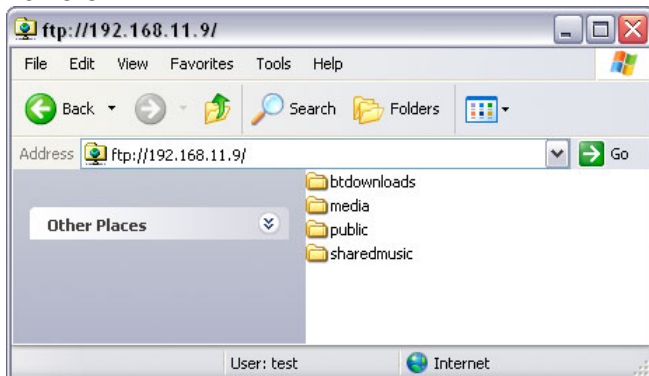 ftp://192.168.11.9/
File Edit View Favorites Tools Help
Back Search Folders
Address ftp://192.168.11.9/ Go
btdownloads
media
Other Places
public
sharedmusic
User: test Internet